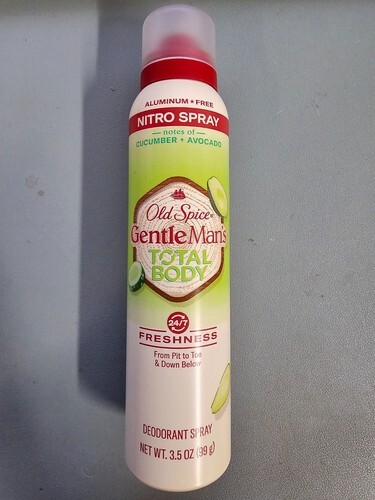 ALUMINUM • FREE
NITRO SPRAY
— notes of —
CUCUMBER + AVOCADO
Old Spice
GentleMan's
TOTAL
BODY
24/7
FRESHNESS
From Pit to Toe
& Down Below
DEODORANT SPRAY
NET WT. 3.5 OZ (99 g)